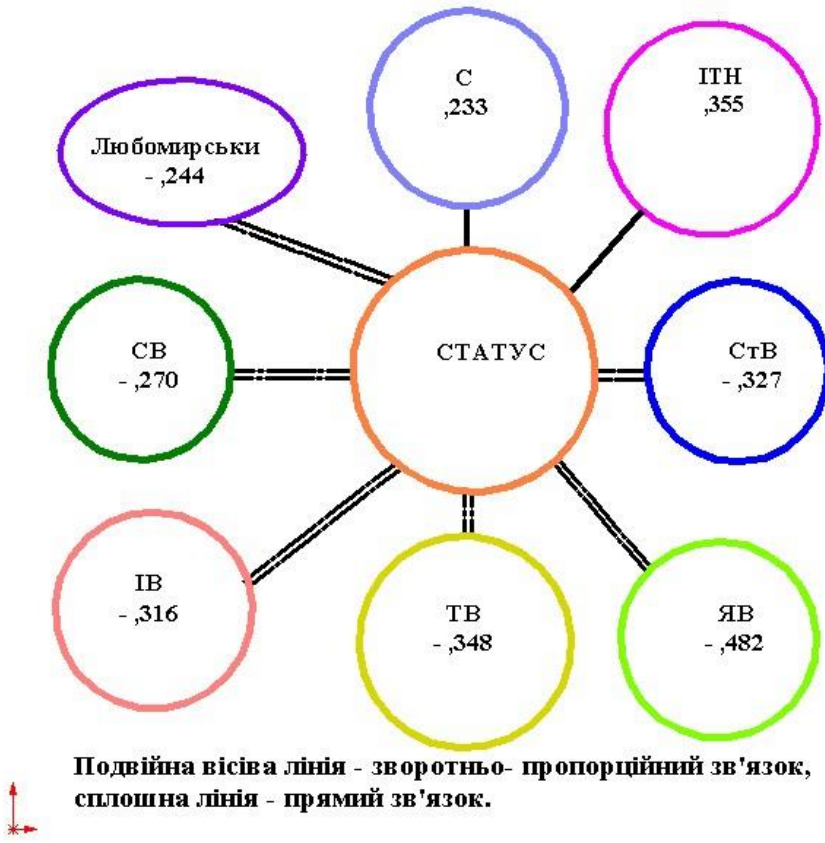 С
,233
ІТН
,355
Любомирськи
- ,244
СВ
- ,270
СТАТУС
СтВ
- ,327
ІВ
- ,316
ТВ
- ,348
ЯВ
- ,482
Подвійна вісіва лінія - зворотньо- пропорційний зв'язок,
сплошна лінія - прямий зв'язок.